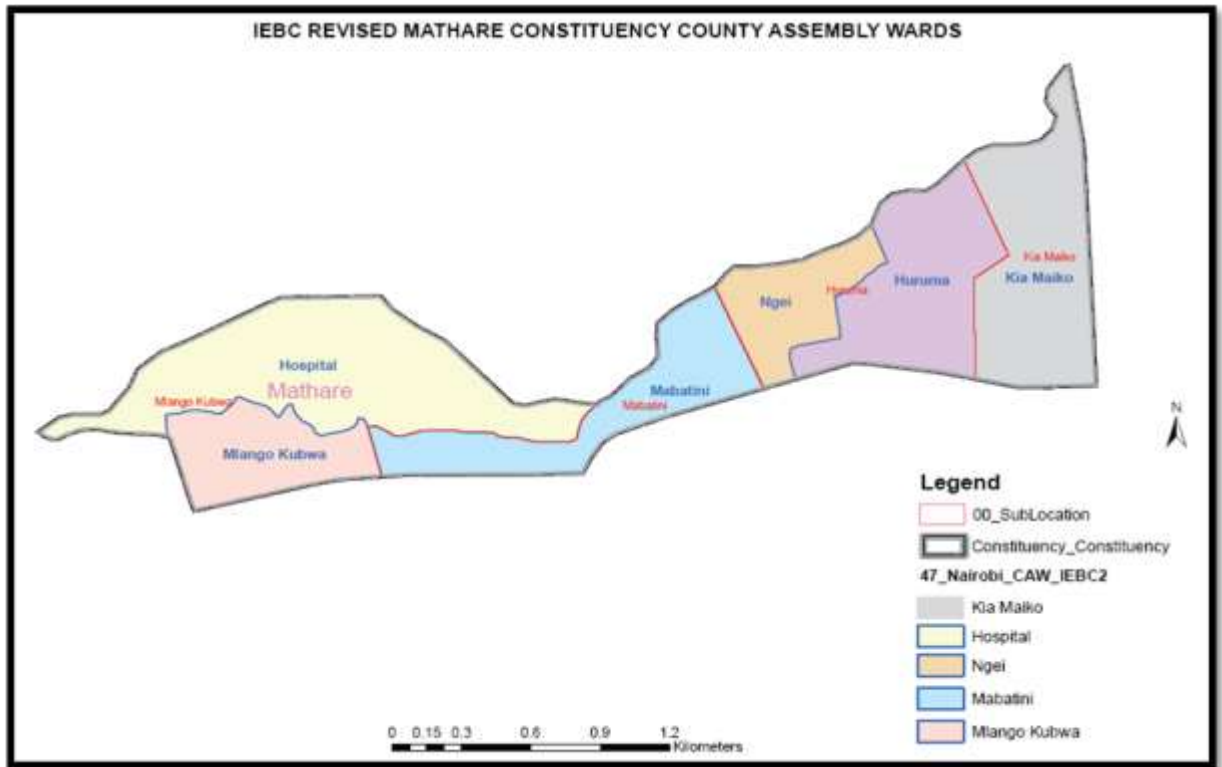 IEBC REVISED MATHARE CONSTITUENCY COUNTY ASSEMBLY WARDS
Kia Maiko
Kia Maiko
Huruma
Huruma
Ngei
Hospital
Mathare
Mabatini
Mabatini
Mlango Kubwa
Mlango Kubwa
N
Legend
00_SubLocation
Constituency_Constituency
47_Nairobi_CAW_IEBC2
Kia Maiko
Hospital
Ngei
Mabatini
Mlango Kubwa
0 0.15 0.3 0.6 0.9 1.2
Kilometers